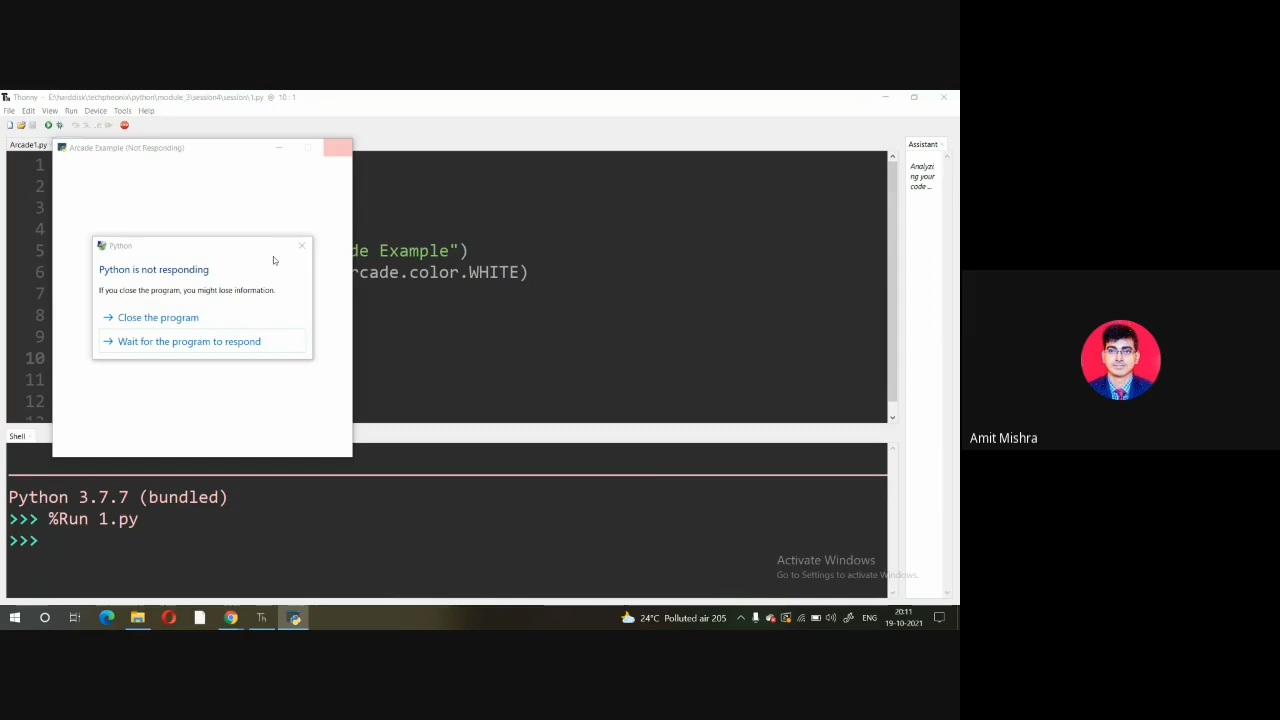 Thonny - E:\harddisk\techpheonix\python\module_3\session4\session\1.py @ 10 : 1
File Edit View Run Device Tools Help
Arcade1.py
Arcade Example (Not Responding)
Assistant
Analyzi
ng your
code ...
1
2
3
4
5 de Example")
6 rcade.color.WHITE)
7
8
9
10
11
12
Python
Python is not responding
If you close the program, you might lose information.
Close the program
Wait for the program to respond
Shell
Python 3.7.7 (bundled)
>>> %Run 1.py
>>>
Activate Windows
Go to Settings to activate Windows.
24°C Polluted air 205
ENG
20:11
19-10-2021
Amit Mishra